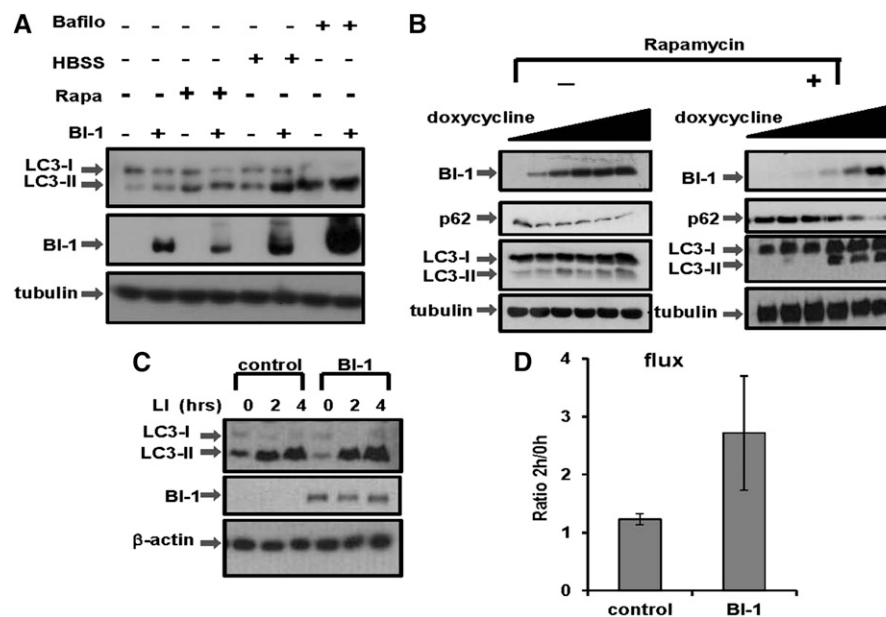 A
Bafilo - - - - - - + +
HBSS - - - - + + - -
Rapa - - + + - - - -
BI-1 - + - + - + - +
LC3-I
LC3-II
BI-1
tubulin
B
Rapamycin
– +
doxycycline doxycycline
BI-1 BI-1
p62 p62
LC3-I LC3-I
LC3-II LC3-II
tubulin tubulin
C
control BI-1
LI (hrs) 0 2 4 0 2 4
LC3-I
LC3-II
BI-1
β-actin
D
flux
Ratio 2h/0h
4
3
2
1
0
control BI-1